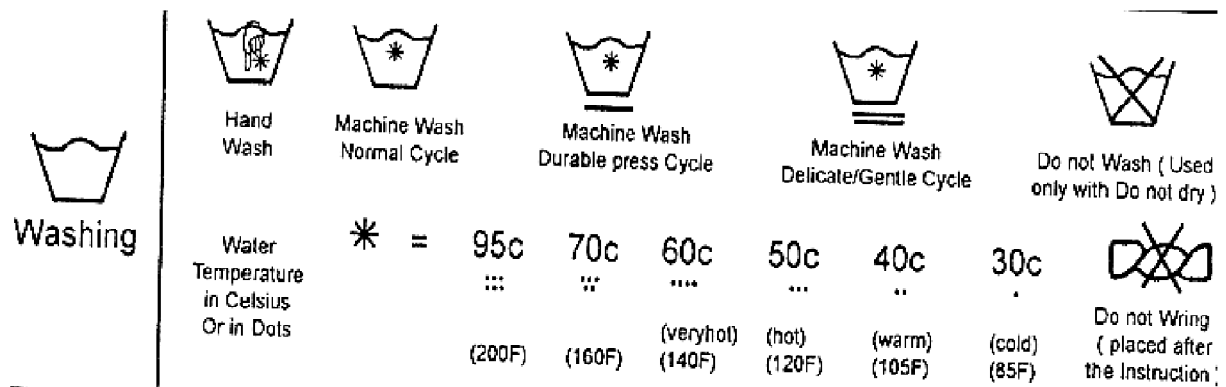 Washing
Hand
Wash
Machine Wash
Normal Cycle
Machine Wash
Durable press Cycle
Machine Wash
Delicate/Gentle Cycle
Do not Wash ( Used
only with Do not dry )
Water
Temperature
in Celsius
Or in Dots
* = 95c 70c 60c 50c 40c 30c
(veryhot) (hot) (warm) (cold)
(200F) (160F) (140F) (120F) (105F) (85F)
Do not Wring
( placed after
the Instruction )